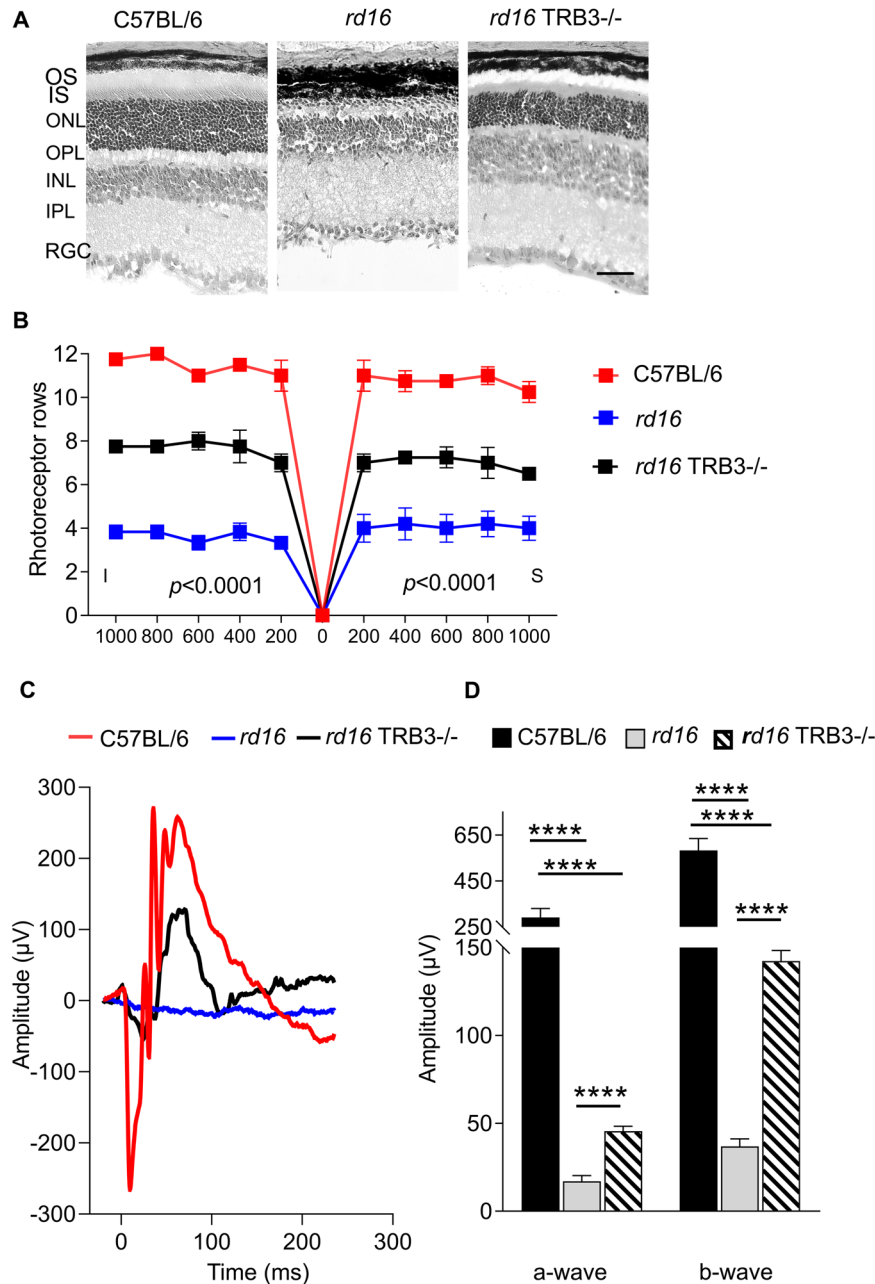 A
C57BL/6 rd16 rd16 TRB3-/-
OS
IS
ONL
OPL
INL
IPL
RGC
B
Rhotoreceptor rows
12
10
8
6
4
2
0
I
p<0.0001
p<0.0001
S
1000 800 600 400 200 0 200 400 600 800 1000
C57BL/6
rd16
rd16 TRB3-/-
C
C57BL/6 rd16 rd16 TRB3-/-
Amplitude (µV)
300
200
100
0
-100
-200
-300
0 100 200 300
Time (ms)
D
C57BL/6 rd16 rd16 TRB3-/-
Amplitude (µV)
650
450
250
150
100
50
0
****
****
****
****
****
****
a-wave b-wave